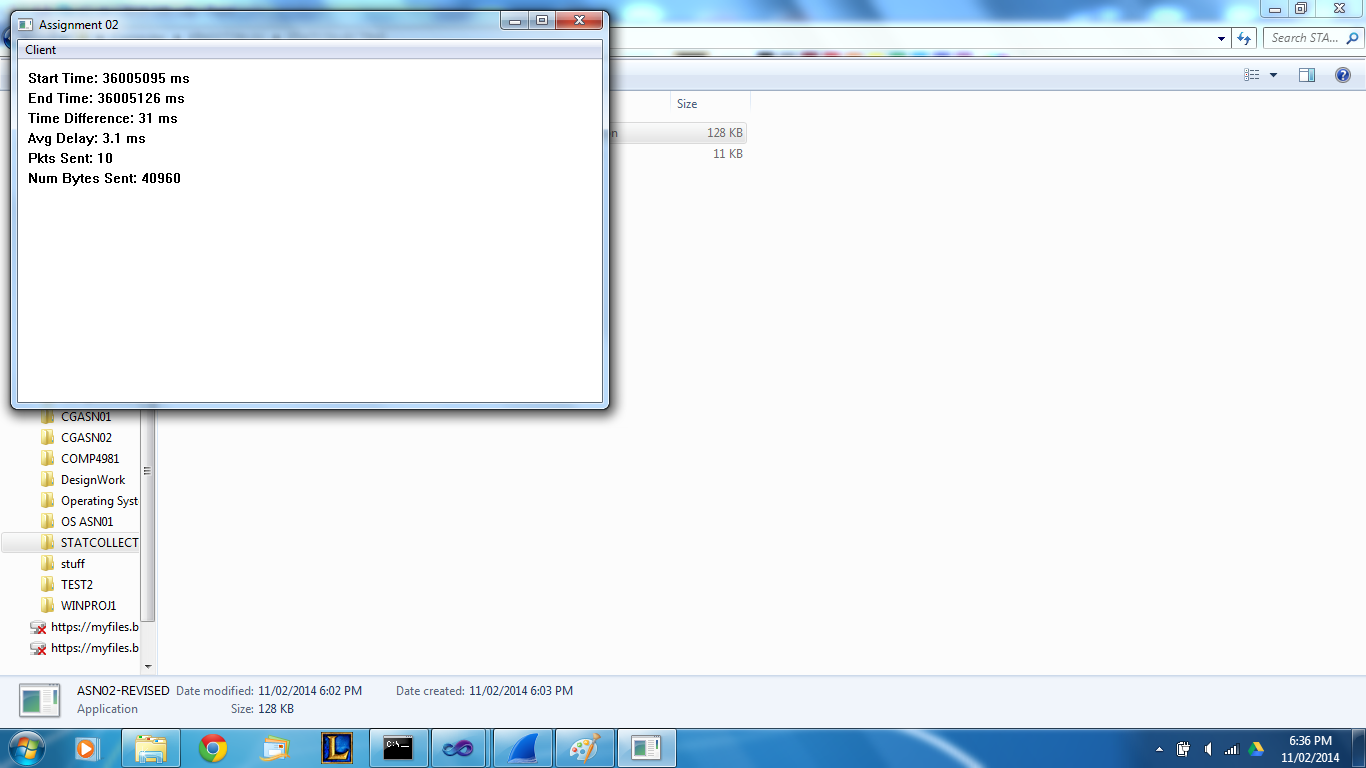 Assignment 02
Client
Start Time: 36005095 ms
End Time: 36005126 ms
Time Difference: 31 ms
Avg Delay: 3.1 ms
Pkts Sent: 10
Num Bytes Sent: 40960
Search STA...
Size
n 128 KB
11 KB
CGASN01
CGASN02
COMP4981
DesignWork
Operating Syst
OS ASN01
STATCOLLECT
stuff
TEST2
WINPROJ1
https://myfiles.b
https://myfiles.b
ASN02-REVISED Date modified: 11/02/2014 6:02 PM Date created: 11/02/2014 6:03 PM
Application Size: 128 KB
L
C:\
6:36 PM
11/02/2014